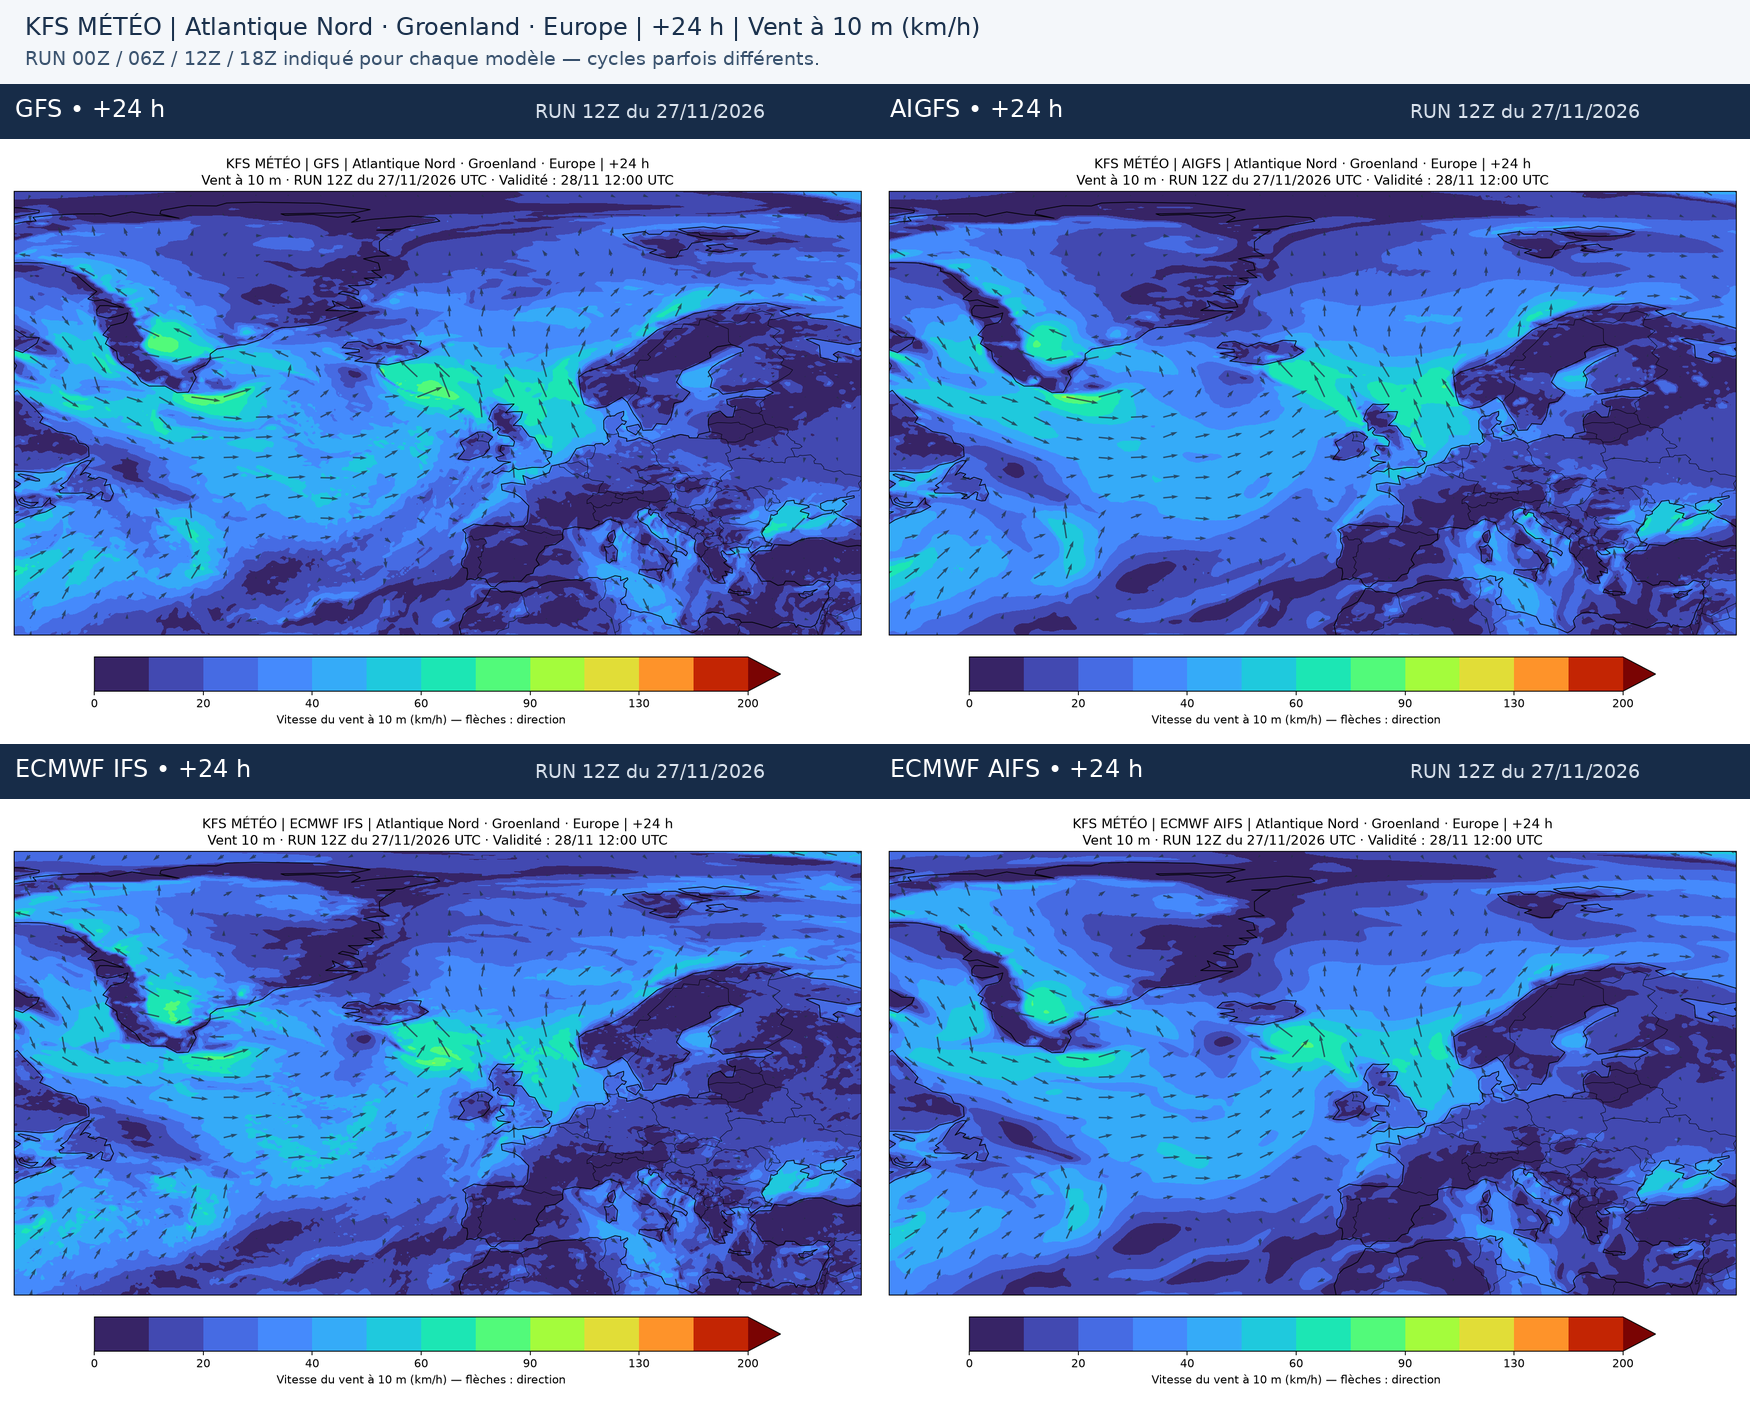 KFS MÉTÉO | Atlantique Nord · Groenland · Europe | +24 h | Vent à 10 m (km/h)
RUN 00Z / 06Z / 12Z / 18Z indiqué pour chaque modèle — cycles parfois différents.
GFS • +24 h
RUN 12Z du 27/11/2026
KFS MÉTÉO | GFS | Atlantique Nord · Groenland · Europe | +24 h
Vent à 10 m · RUN 12Z du 27/11/2026 UTC · Validité : 28/11 12:00 UTC
0 20 40 60 90 130 200
Vitesse du vent à 10 m (km/h) — flèches : direction
AIGFS • +24 h
RUN 12Z du 27/11/2026
KFS MÉTÉO | AIGFS | Atlantique Nord · Groenland · Europe | +24 h
Vent à 10 m · RUN 12Z du 27/11/2026 UTC · Validité : 28/11 12:00 UTC
0 20 40 60 90 130 200
Vitesse du vent à 10 m (km/h) — flèches : direction
ECMWF IFS • +24 h
RUN 12Z du 27/11/2026
KFS MÉTÉO | ECMWF IFS | Atlantique Nord · Groenland · Europe | +24 h
Vent 10 m · RUN 12Z du 27/11/2026 UTC · Validité : 28/11 12:00 UTC
0 20 40 60 90 130 200
Vitesse du vent à 10 m (km/h) — flèches : direction
ECMWF AIFS • +24 h
RUN 12Z du 27/11/2026
KFS MÉTÉO | ECMWF AIFS | Atlantique Nord · Groenland · Europe | +24 h
Vent 10 m · RUN 12Z du 27/11/2026 UTC · Validité : 28/11 12:00 UTC
0 20 40 60 90 130 200
Vitesse du vent à 10 m (km/h) — flèches : direction